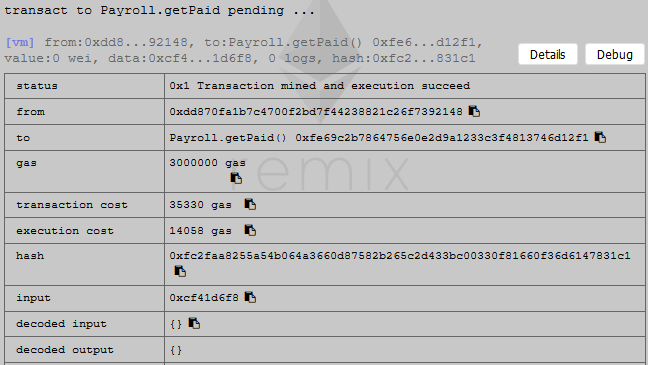 transact to Payroll.getPaid pending ...
[vm] from:0xdd8...92148, to:Payroll.getPaid() 0xfe6...d12f1,
value:0 wei, data:0xcf4...1d6f8, 0 logs, hash:0xfc2...831c1
Details
Debug
status 0x1 Transaction mined and execution succeed
from 0xdd870fa1b7c4700f2bd7f44238821c26f7392148
to Payroll.getPaid() 0xfe69c2b7864756e0e2d9a1233c3f4813746d12f1
gas 3000000 gas
remix
transaction cost 35330 gas
execution cost 14058 gas
hash 0xfc2faa8255a54b064a3660d87582b265c2d433bc00330f81660f36d6147831c1
input 0xcf41d6f8
decoded input {}
decoded output {}